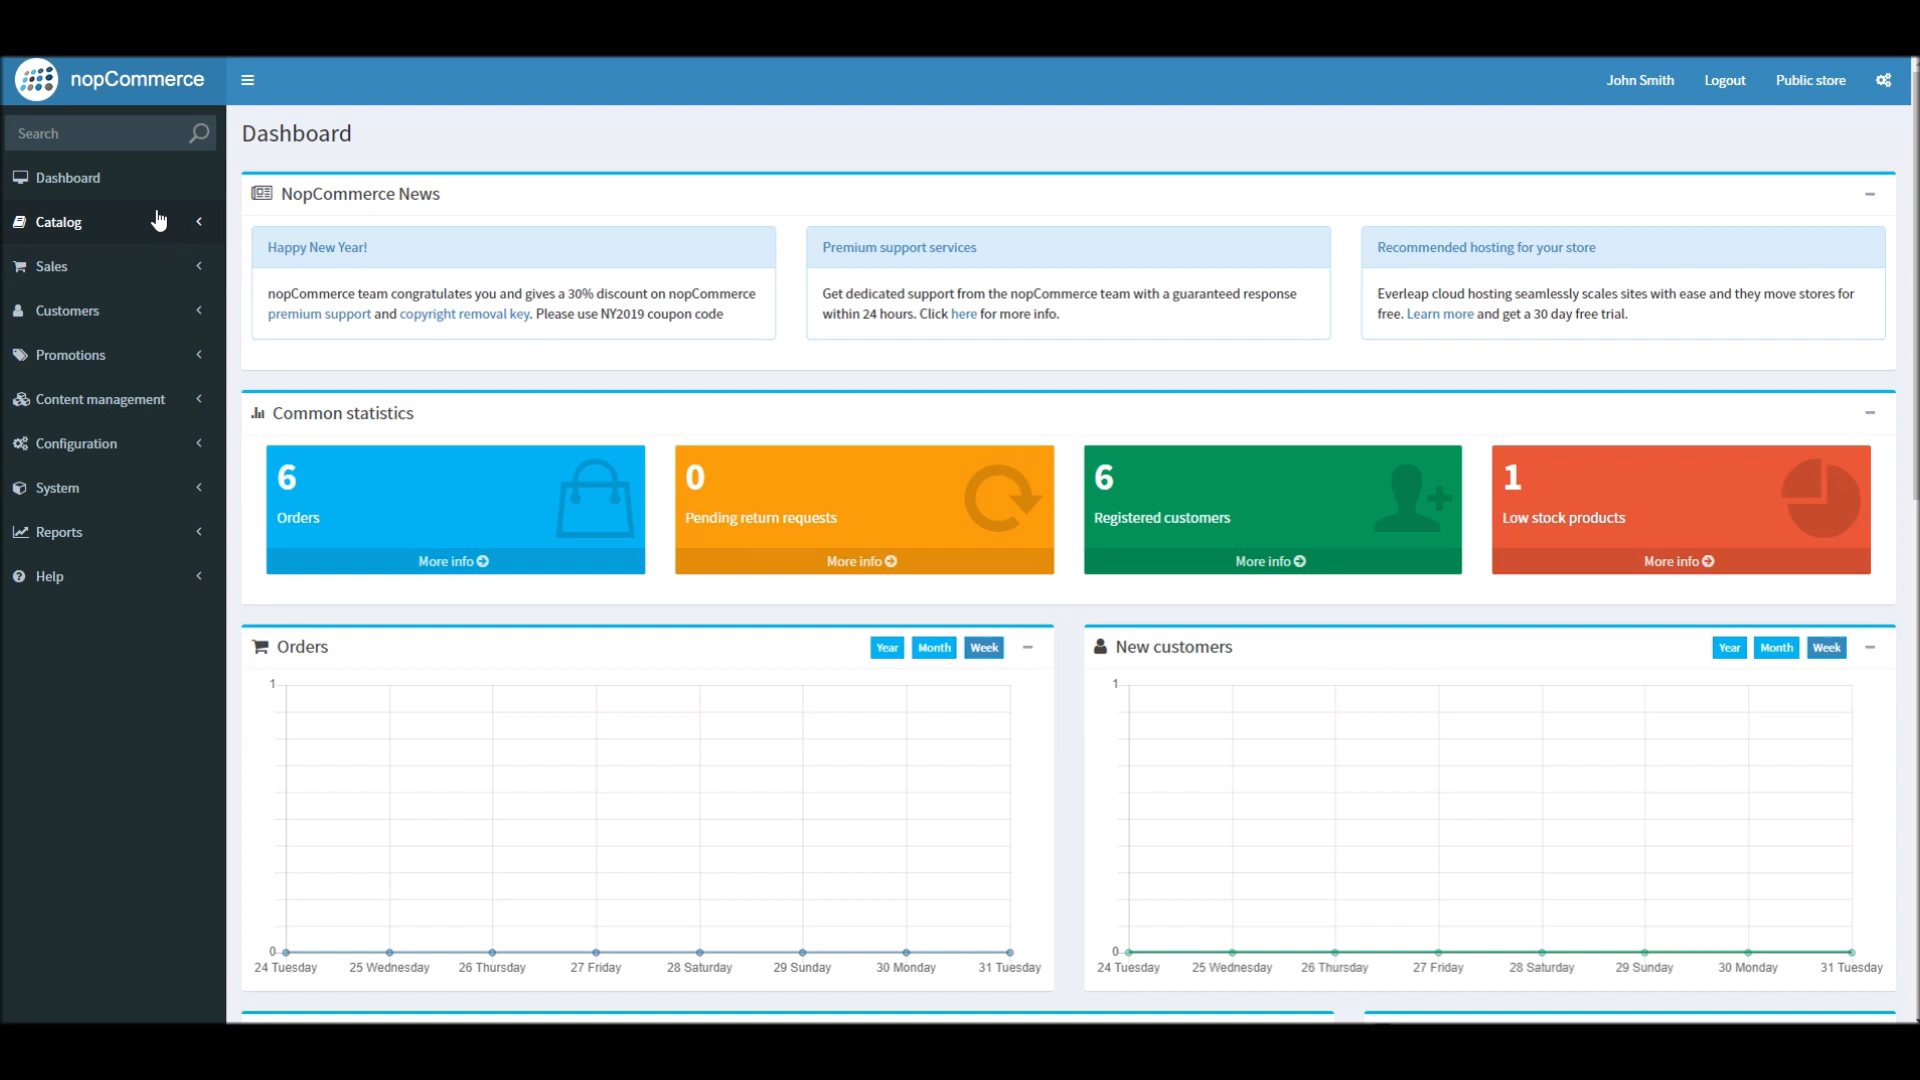 nopCommerce
John Smith
Logout
Public store
Search
Dashboard
Catalog
Sales
Customers
Promotions
Content management
Configuration
System
Reports
Help
Dashboard
NopCommerce News
Happy New Year!
nopCommerce team congratulates you and gives a 30% discount on nopCommerce
premium support and copyright removal key. Please use NY2019 coupon code
Premium support services
Get dedicated support from the nopCommerce team with a guaranteed response
within 24 hours. Click here for more info.
Recommended hosting for your store
Everleap cloud hosting seamlessly scales sites with ease and they move stores for
free. Learn more and get a 30 day free trial.
Common statistics
6
Orders
More info
0
Pending return requests
More info
6
Registered customers
More info
1
Low stock products
More info
Orders
Year Month Week
1
0
24 Tuesday 25 Wednesday 26 Thursday 27 Friday 28 Saturday 29 Sunday 30 Monday 31 Tuesday
New customers
Year Month Week
1
0
24 Tuesday 25 Wednesday 26 Thursday 27 Friday 28 Saturday 29 Sunday 30 Monday 31 Tuesday